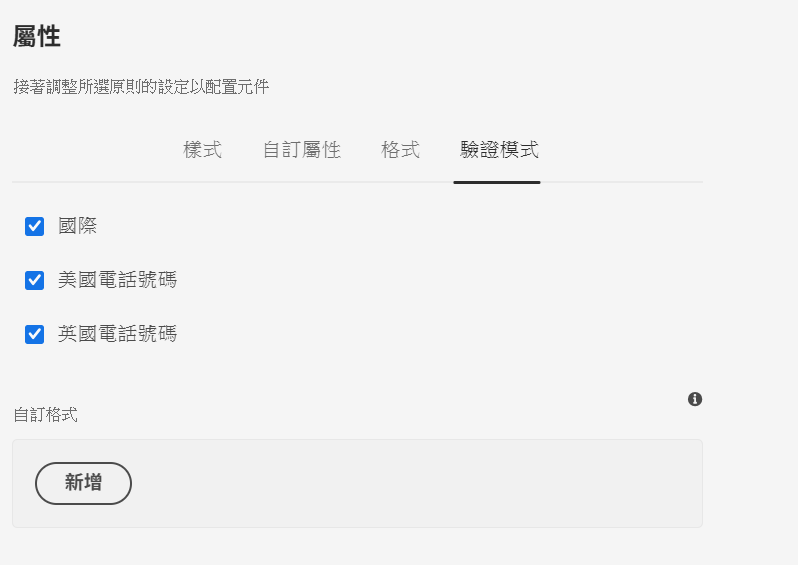 屬性
接著調整所選原則的設定以配置元件
樣式 自訂屬性 格式 驗證模式
國際
美國電話號碼
英國電話號碼
自訂格式
新增